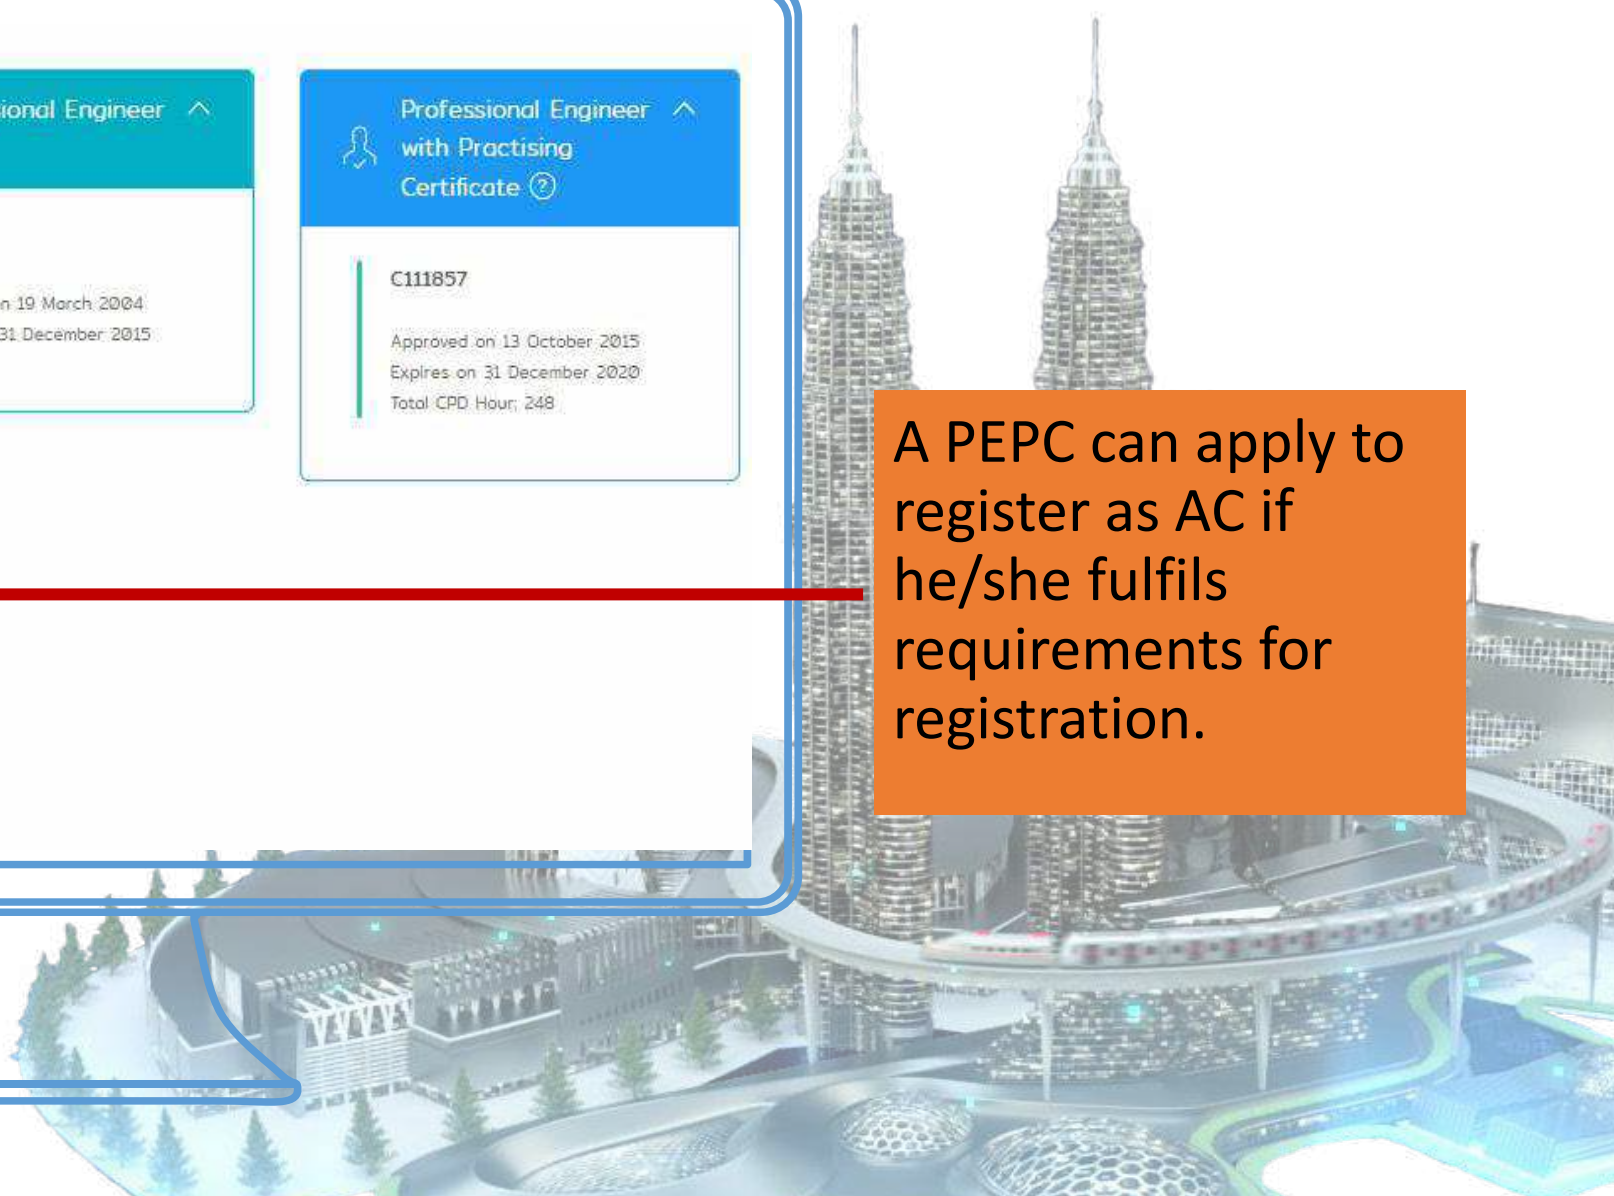 ional Engineer
n 19 March 2004
31 December 2015
Professional Engineer
with Practising
Certificate ?
C111857
Approved on 13 October 2015
Expires on 31 December 2020
Total CPD Hour: 248
A PEPC can apply to
register as AC if
he/she fulfils
requirements for
registration.